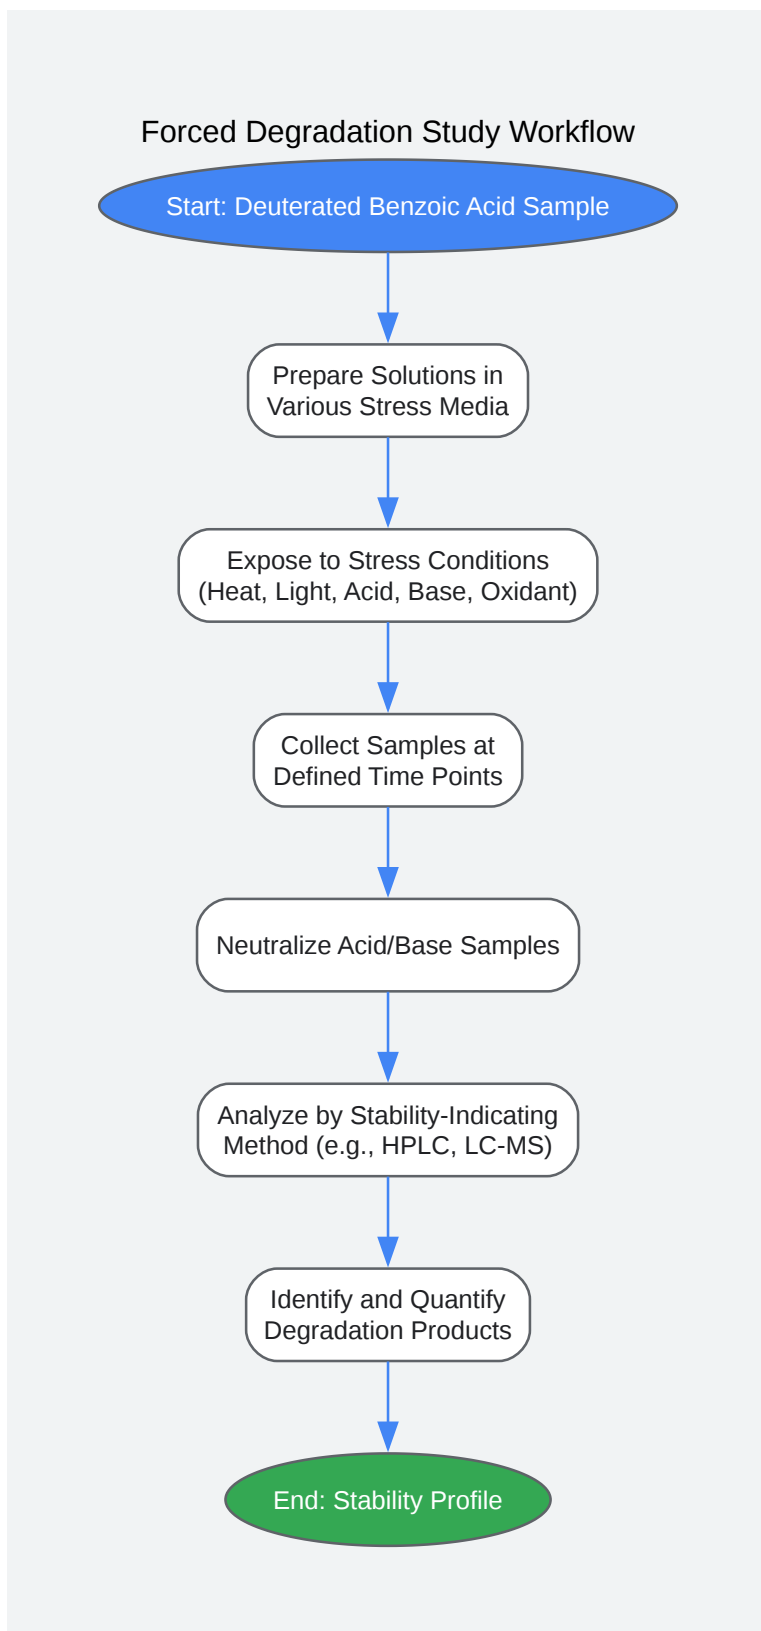 Forced Degradation Study Workflow
Start: Deuterated Benzoic Acid Sample
Prepare Solutions in
Various Stress Media
Expose to Stress Conditions
(Heat, Light, Acid, Base, Oxidant)
Collect Samples at
Defined Time Points
Neutralize Acid/Base Samples
Analyze by Stability-Indicating
Method (e.g., HPLC, LC-MS)
Identify and Quantify
Degradation Products
End: Stability Profile